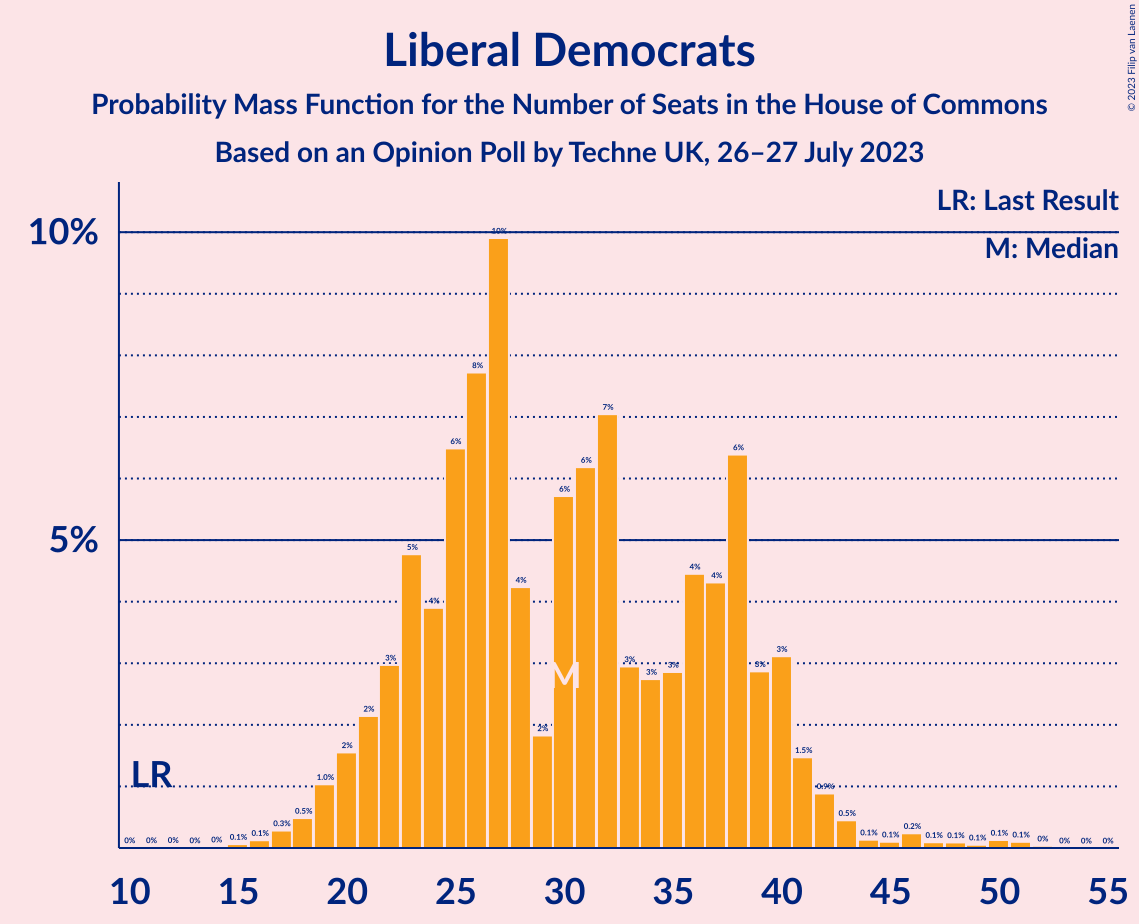 © 2023 Filip van Laenen
Liberal Democrats
Probability Mass Function for the Number of Seats in the House of Commons
Based on an Opinion Poll by Techne UK, 26–27 July 2023
LR: Last Result
M: Median
10%
5%
0% 0% 0% 0% 0% 0.1% 0.1% 0.3% 0.5% 1.0% 2% 2% 3% 5% 4% 6% 8% 10% 4% 2% 6% 6% 7% 3% 3% 3% 4% 4% 6% 3% 3% 1.5% 0.9% 0.5% 0.1% 0.1% 0.2% 0.1% 0.1% 0.1% 0.1% 0.1% 0% 0% 0% 0%
M
LR
10 15 20 25 30 35 40 45 50 55